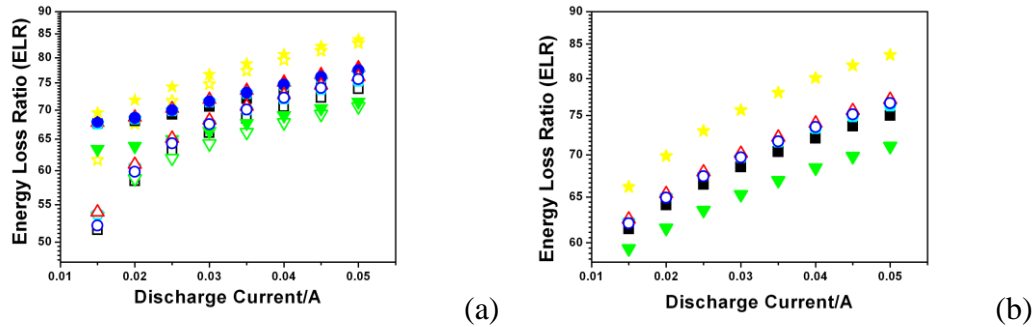 90
85
80
75
70
65
60
55
50
Energy Loss Ratio (ELR)
0.01 0.02 0.03 0.04 0.05
Discharge Current/A
(a)
90
85
80
75
70
65
60
Energy Loss Ratio (ELR)
0.01 0.02 0.03 0.04 0.05
Discharge Current/A
(b)